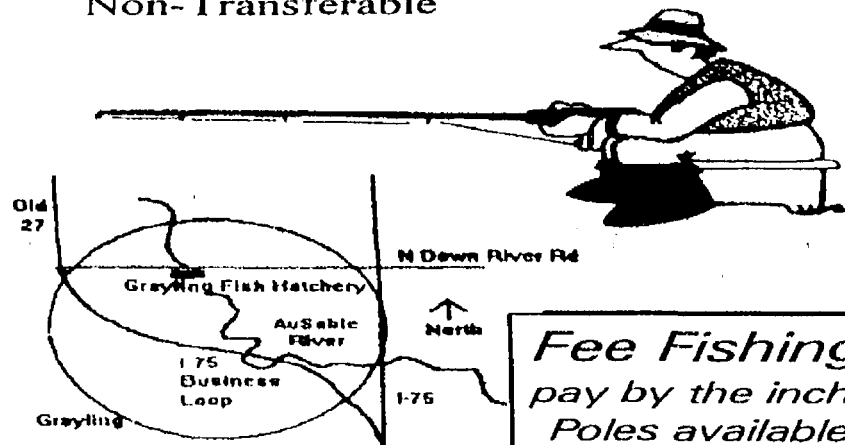 Non-Transferable
Old
27
N Down River Rd
Grayling Fish Hatchery
AuSable
River
North
I 75
Business
Loop
I-75
Grayling
Fee Fishing
pay by the inch
Poles available